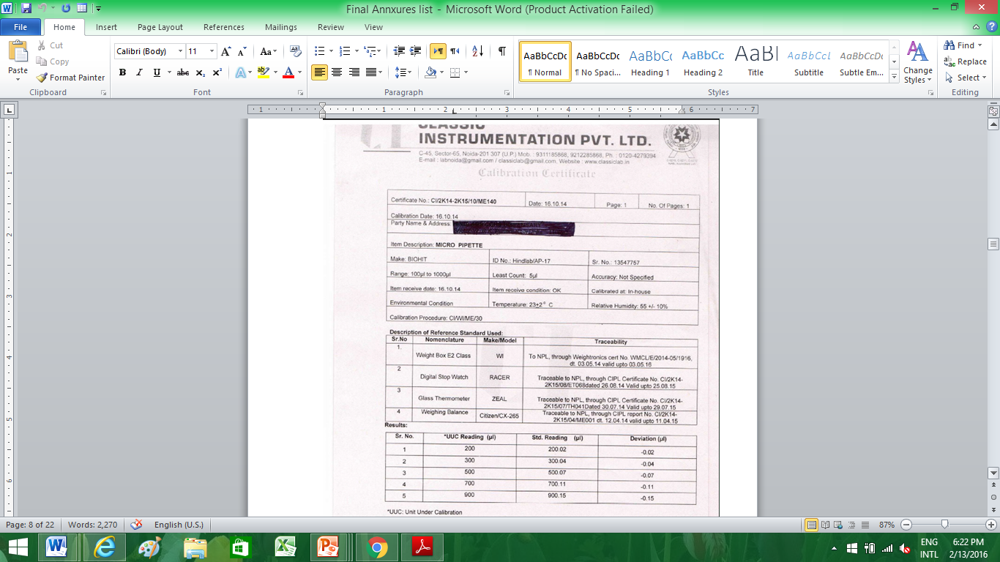 Final Annxures list - Microsoft Word (Product Activation Failed)
File Home Insert Page Layout References Mailings Review View
Paste
Cut
Copy
Format Painter
Clipboard
Calibri (Body) 11
Font
Paragraph
AaBbCcDc AaBbCcDc AaBbCc AaBbCc AaBl AaBbCcL AaBbCcDc
¶ Normal ¶ No Spaci... Heading 1 Heading 2 Title Subtitle Subtle Em...
Change Styles
Styles
Find
Replace
Select
Editing
CLASSIC
INSTRUMENTATION PVT. LTD.
C-45, Sector-65, Noida-201 307 (U.P.) Mob. : 9311185868, 9212285868, Ph. : 0120-4279394
E-mail : labnoida@gmail.com / classiclab@gmail.com, Website : www.classiclab.in
Calibration Certificate
Certificate No.: CI/2K14-2K15/10/ME140 Date: 16.10.14 Page: 1 No. Of Pages: 1
Calibration Date: 16.10.14
Party Name & Address:
Item Description: MICRO PIPETTE
Make: BIOHIT ID No.: Hindlab/AP-17 Sr. No.: 13547757
Range: 100µl to 1000µl Least Count: 5µl Accuracy: Not Specified
Item receive date: 16.10.14 Item receive condition: OK Calibrated at: In-house
Environmental Condition Temperature: 23±2° C Relative Humidity: 55 +/- 10%
Calibration Procedure: CI/WI/ME/30
Description of Reference Standard Used:
Sr.No Nomenclature Make/Model Traceability
1. Weight Box E2 Class WI To NPL, through Weightronics cert No. WMCL/E/2014-05/1916,
dt. 03.05.14 valid upto 03.05.16
2 Digital Stop Watch RACER Traceable to NPL, through CIPL Certificate No. CI/2K14-
2K15/08/ET068dated 26.08.14 Valid upto 25.08.15
3 Glass Thermometer ZEAL Traceable to NPL, through CIPL Certificate No. CI/2K14-
2K15/07/TH041Dated 30.07.14 Valid upto 29.07.15
4 Weighing Balance Citizen/CX-265 Traceable to NPL, through CIPL report No. CI/2K14-
2K15/04/ME001 dt. 12.04.14 valid upto 11.04.15
Results:
Sr. No. *UUC Reading (µl) Std. Reading (µl) Deviation (µl)
1 200 200.02 -0.02
2 300 300.04 -0.04
3 500 500.07 -0.07
4 700 700.11 -0.11
5 900 900.15 -0.15
*UUC: Unit Under Calibration
Page: 8 of 22 Words: 2,270 English (U.S.) 87%
ENG 6:22 PM
INTL 2/13/2016